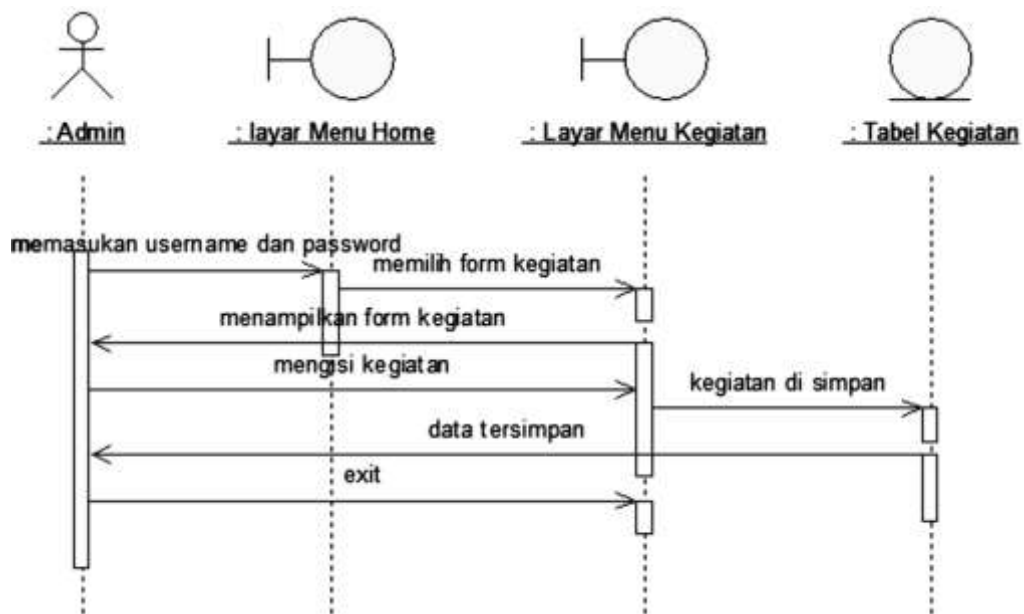 : Admin
: layar Menu Home
: Layar Menu Kegiatan
: Tabel Kegiatan
memasukan username dan password
memilih form kegiatan
menampilkan form kegiatan
mengisi kegiatan
kegiatan di simpan
data tersimpan
exit